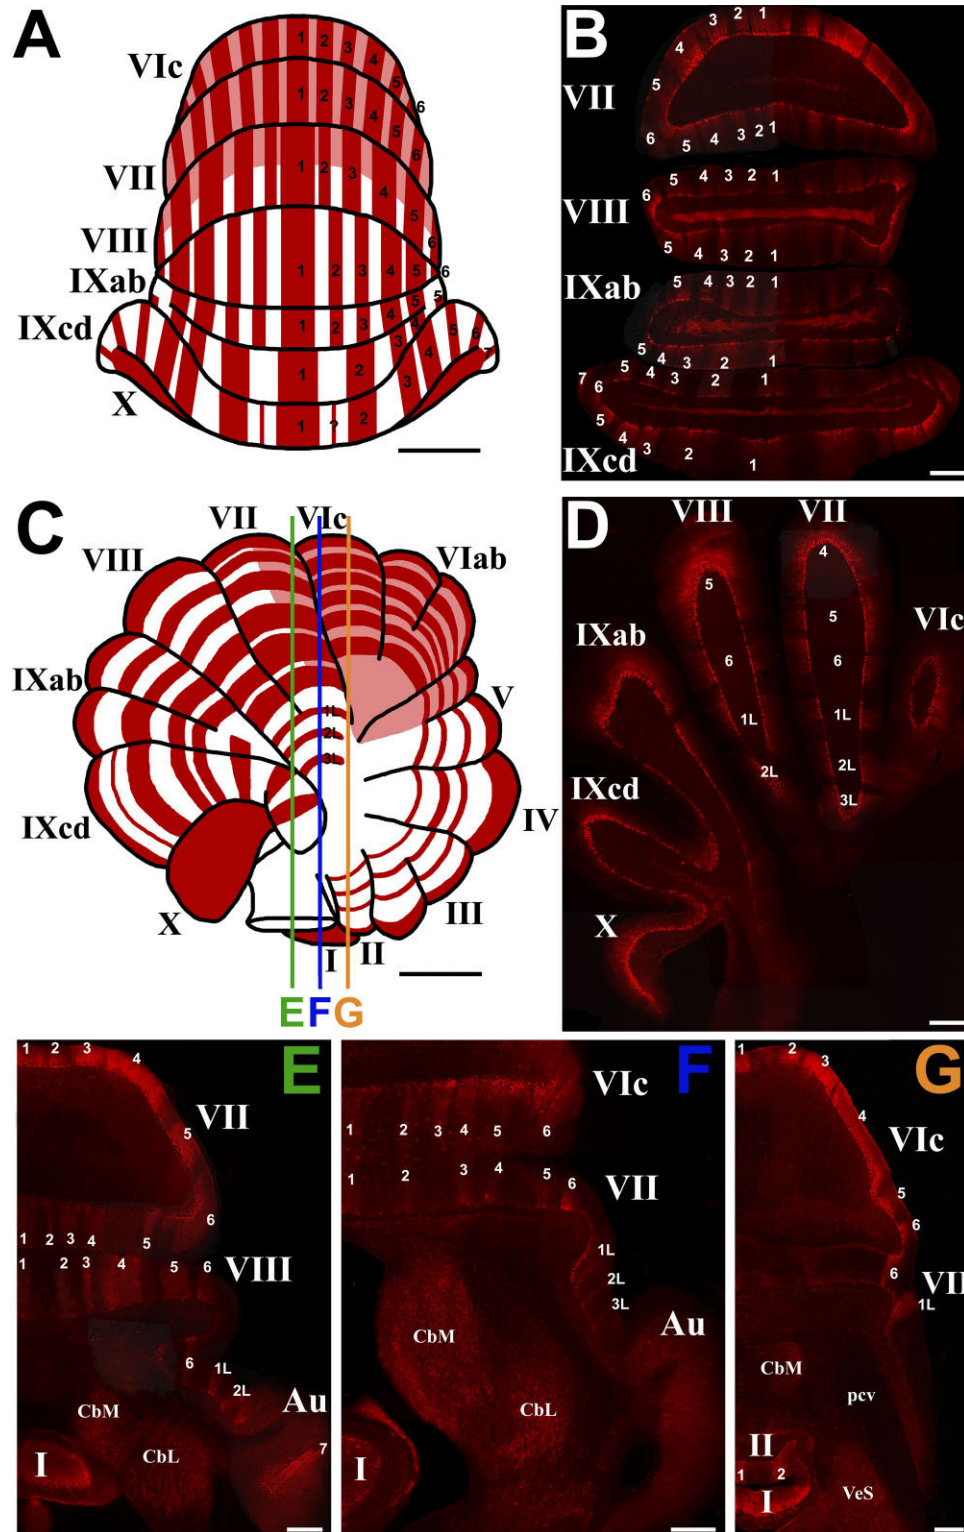 A
VIc
1 2 3 4 5 6
1 2 3 4 5 6
VII
1 2 3 4 5 6
VIII
1 2 3 4 5 6
IXab
1 2 3 4 5 5
IXcd
1 2 3 4 5 6 7
X
1 ? 2 3
B
VII
6 5 4 3 2 1
6 5 4 3 2 1
VIII
6 5 4 3 2 1
5 4 3 2 1
IXab
5 4 3 2 1
5 4 3 2 1
IXcd
7 6 5 4 3 2 1
5 4 3 2 1
C
VII VIc
VIII VIab
IXab V
1L
2L
3L
IXcd IV
X III
I II
E F G
D
VIII VII
4
5
5
IXab VIc
6 6
1L 1L
2L 2L
3L
IXcd
X
E
1 2 3 4
VII
5
6
1 2 3 4 5
1 2 3 4 5 6
VIII
6 1L
2L
CbM Au
CbL 7
I
F
VIc
1 2 3 4 5 6
1 2 3 4 5 6
VII
1L
2L
3L
CbM Au
CbL
I
G
1 2 3
4
VIc
5
6
6 VII
1L
CbM pcv
II
1 2
I VeS